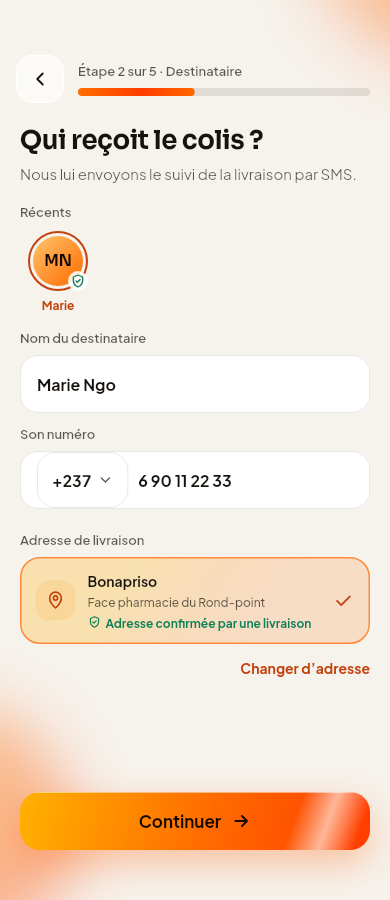 Étape 2 sur 5 · Destinataire
Qui reçoit le colis ?
Nous lui envoyons le suivi de la livraison par SMS.
Récents
MN
Marie
Nom du destinataire
Marie Ngo
Son numéro
+237 6 90 11 22 33
Adresse de livraison
Bonapriso
Face pharmacie du Rond-point
Adresse confirmée par une livraison
Changer d’adresse
Continuer →